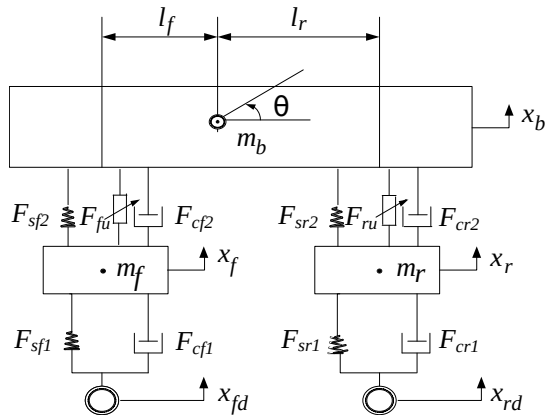 l_f l_r
θ
m_b x_b
F_sf2 F_fu F_cf2 F_sr2 F_ru F_cr2
m_f x_f m_r x_r
F_sf1 F_cf1 F_sr1 F_cr1
x_fd x_rd